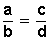 a/b = c/d